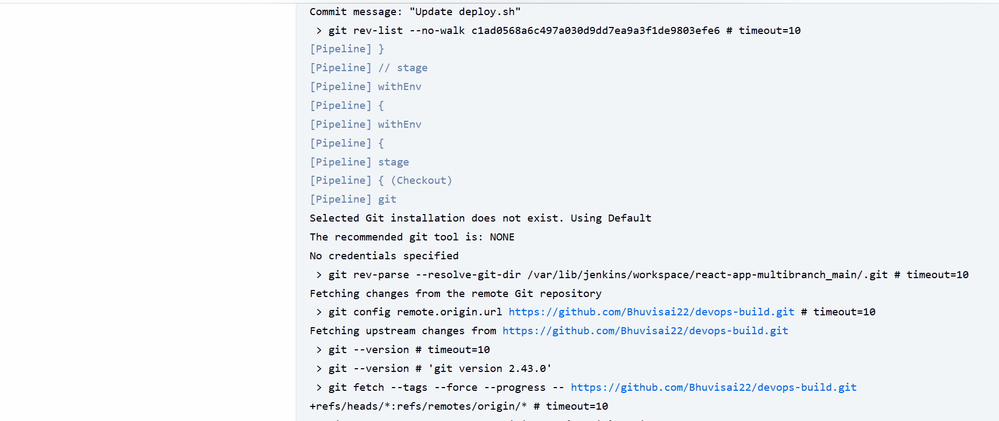 Commit message: "Update deploy.sh"
> git rev-list --no-walk c1ad0568a6c497a030d9dd7ea9a3f1de9803efe6 # timeout=10
[Pipeline] }
[Pipeline] // stage
[Pipeline] withEnv
[Pipeline] {
[Pipeline] withEnv
[Pipeline] {
[Pipeline] stage
[Pipeline] { (Checkout)
[Pipeline] git
Selected Git installation does not exist. Using Default
The recommended git tool is: NONE
No credentials specified
> git rev-parse --resolve-git-dir /var/lib/jenkins/workspace/react-app-multibranch_main/.git # timeout=10
Fetching changes from the remote Git repository
> git config remote.origin.url https://github.com/Bhuvisai22/devops-build.git # timeout=10
Fetching upstream changes from https://github.com/Bhuvisai22/devops-build.git
> git --version # timeout=10
> git --version # 'git version 2.43.0'
> git fetch --tags --force --progress -- https://github.com/Bhuvisai22/devops-build.git
+refs/heads/*:refs/remotes/origin/* # timeout=10